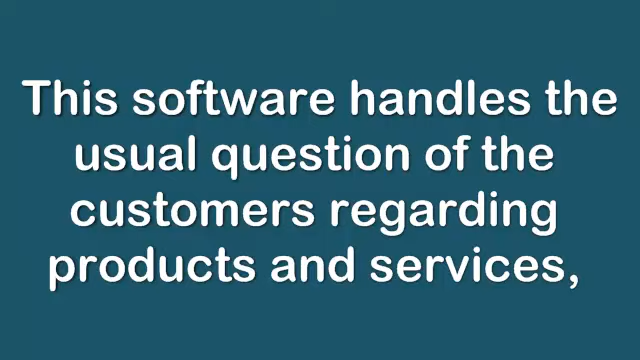 This software handles the
usual question of the
customers regarding
products and services,